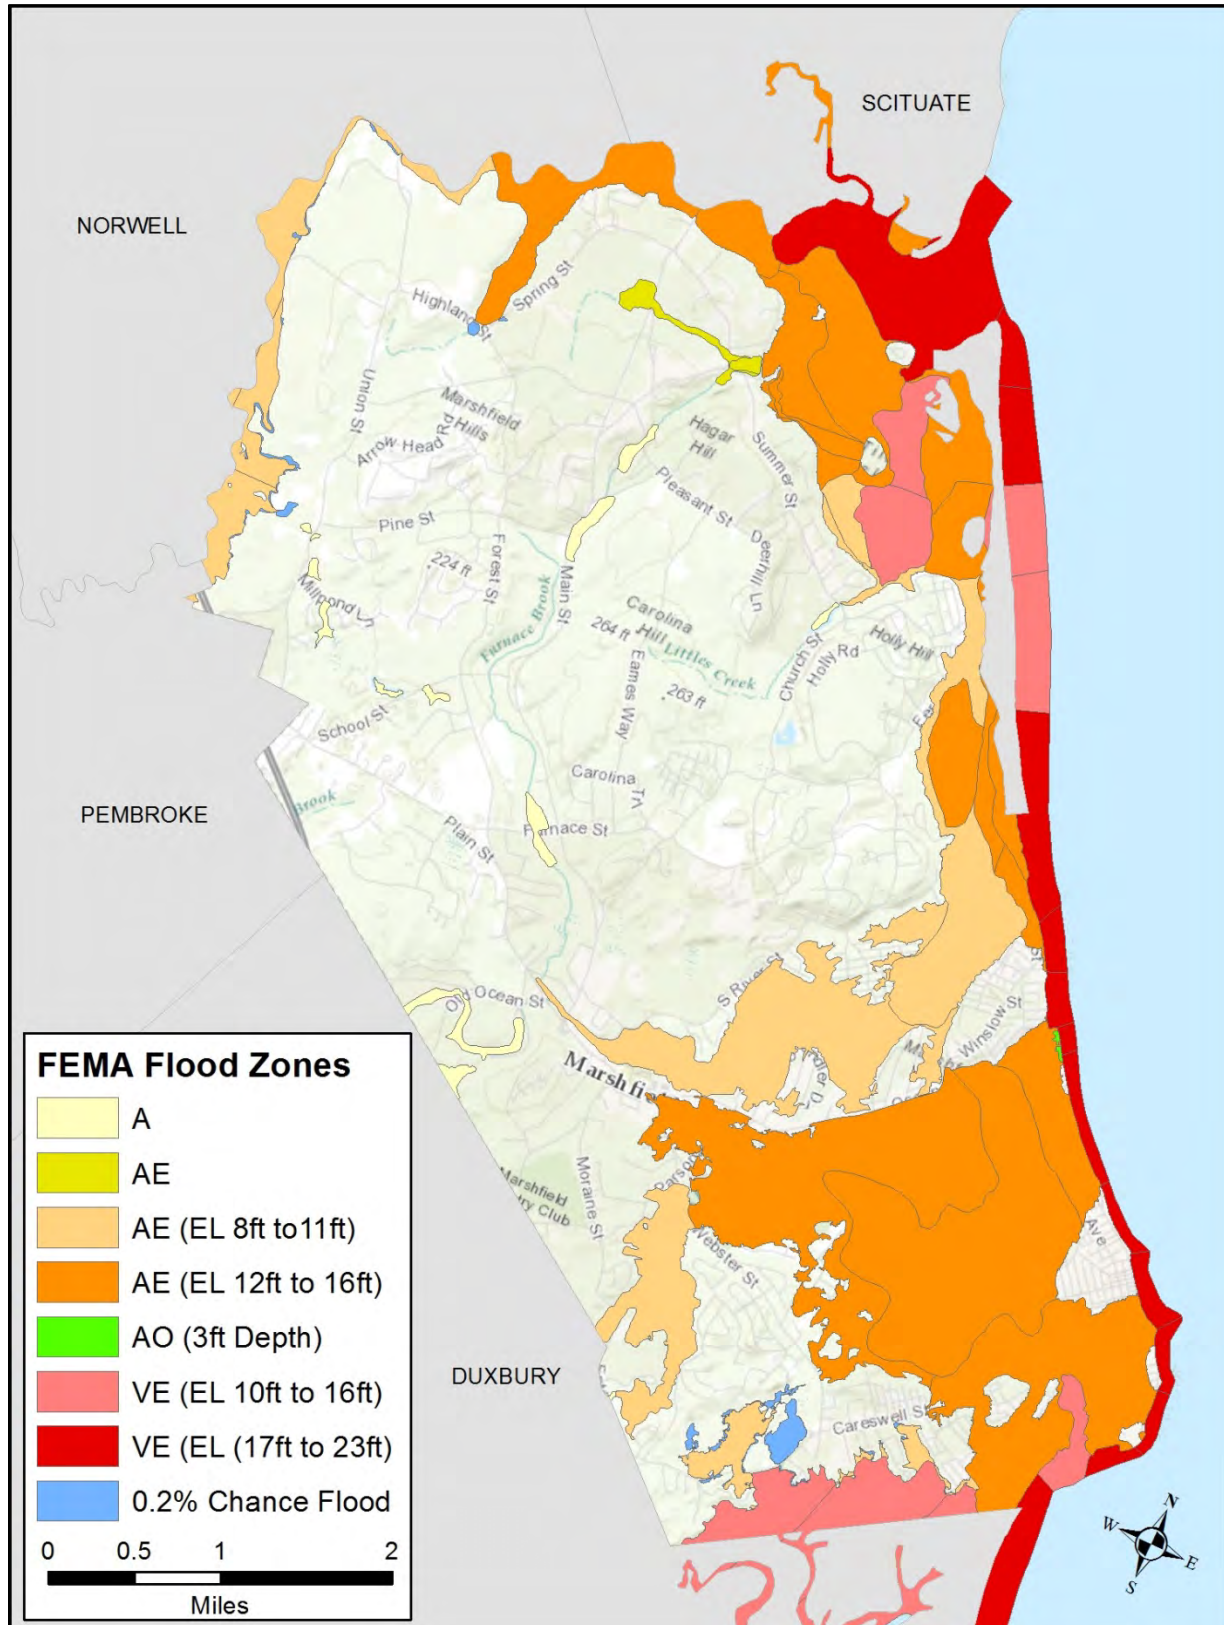 SCITUATE
NORWELL
Highland St
Spring St
Union St
Arrow Head Rd
Marshfield
Hills
Hagar
Hill
Summer St
Pleasant St
Deerhill Ln
Pine St
224 ft
Forest St
Main St
Furnace Brook
Millpond Ln
Carolina
Hill
264 ft
Littles Creek
Eames Way
263 ft
Church St
Holly Rd
Holly Hill
School St
Carolina Trl
PEMBROKE
Brook
Plain St
Furnace St
Old Ocean St
S River St
Winslow St
St
Marshfi
Moraine St
Marshfield
Club
Webster St
Ave
DUXBURY
Careswell St
FEMA Flood Zones
A
AE
AE (EL 8ft to11ft)
AE (EL 12ft to 16ft)
AO (3ft Depth)
VE (EL 10ft to 16ft)
VE (EL (17ft to 23ft)
0.2% Chance Flood
0 0.5 1 2
Miles
N
W
E
S